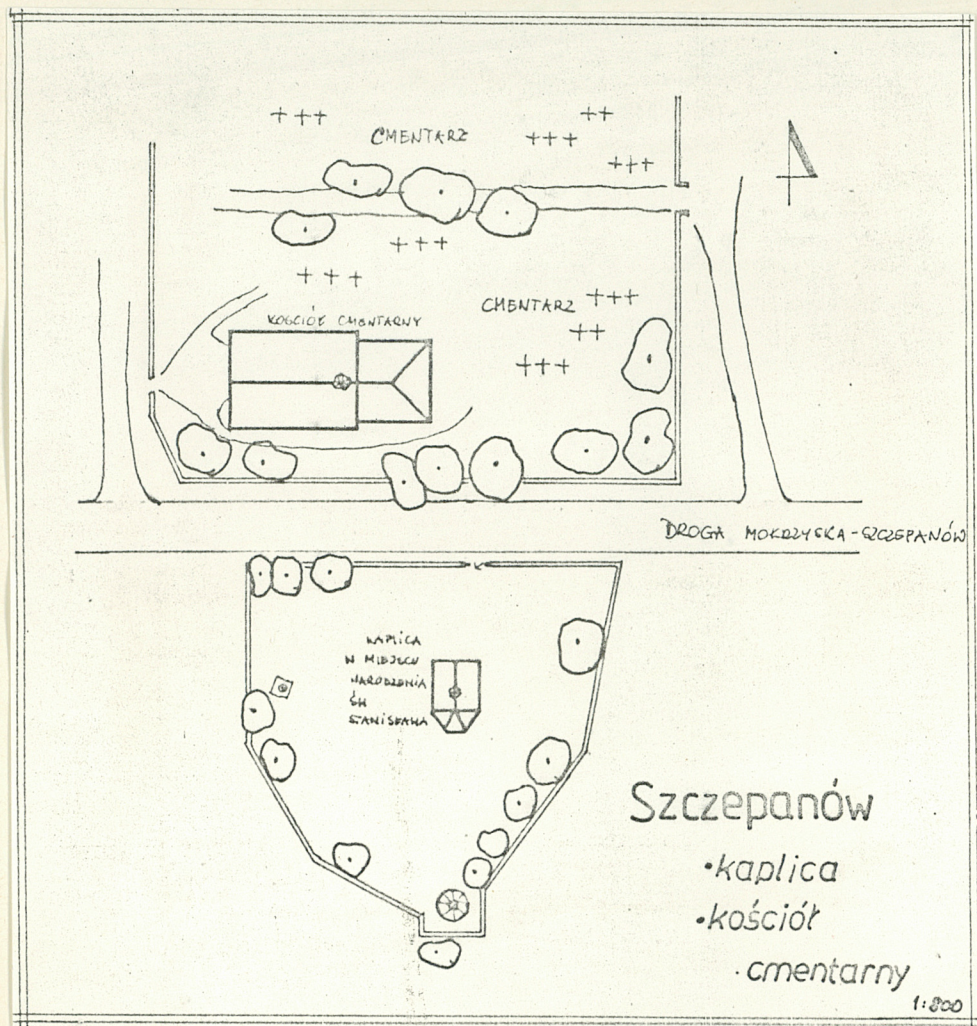 CMENTARZ
CMENTARZ
KOŚCIÓŁ CMENTARNY
DROGA MOKRZYSKA-SZCZEPANÓW
KAPLICA
W MIEJSCU
NARODZENIA
ŚW
STANISŁAWA
Szczepanów
•kaplica
•kościół
•cmentarny
1:800